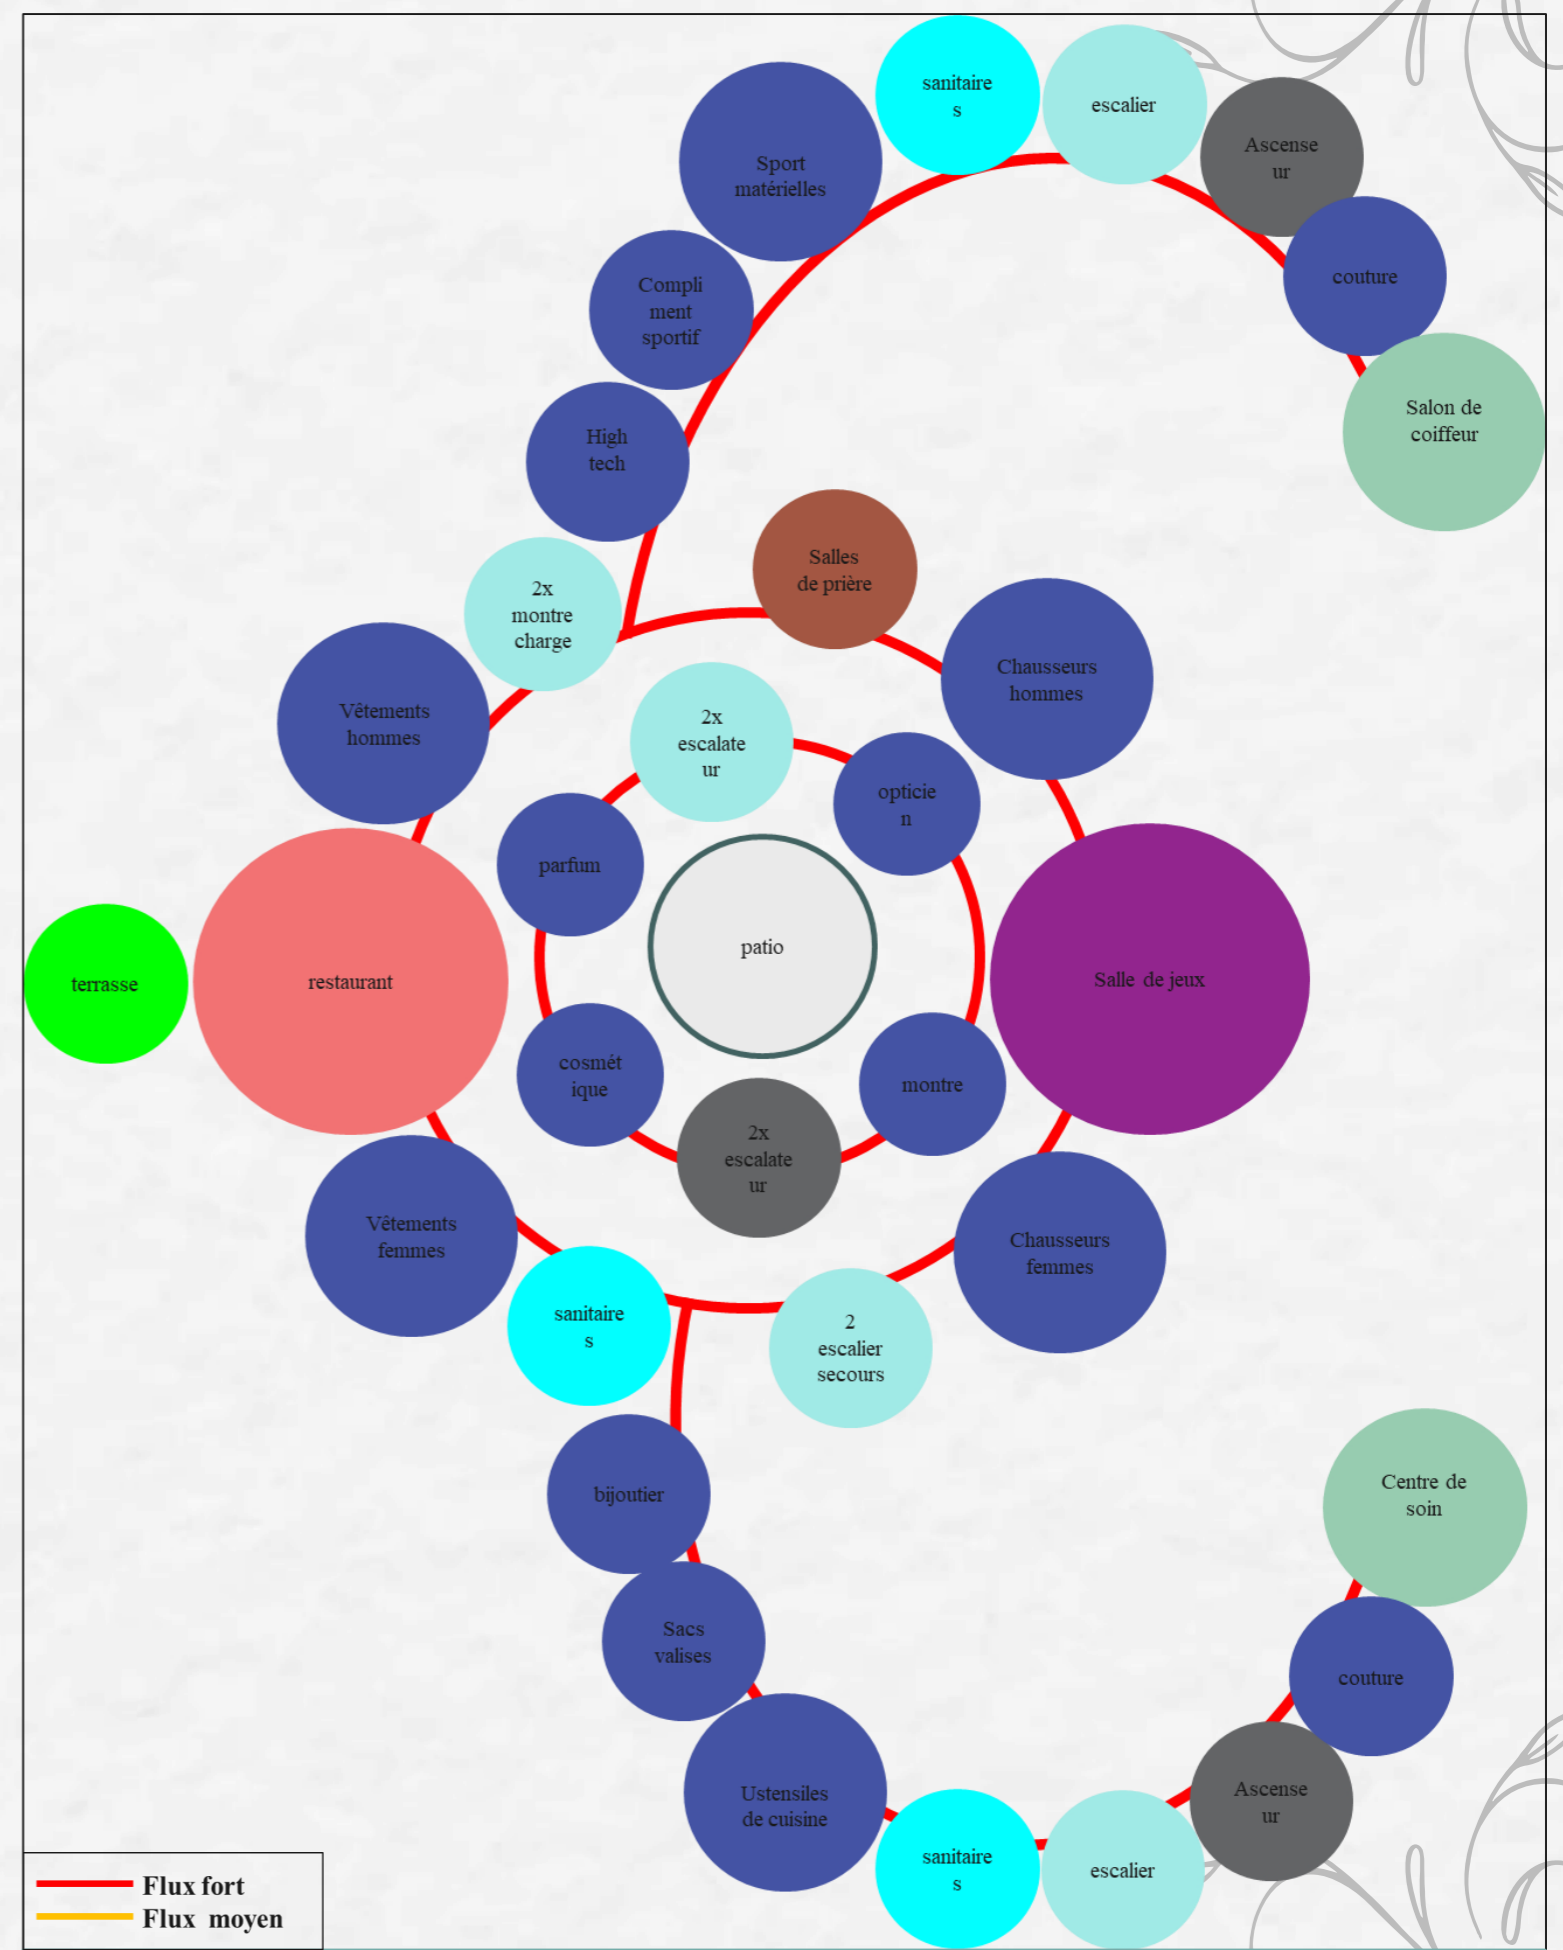 sanitaire
s
escalier
Ascense
ur
Sport
matérielles
couture
Compli
ment
sportif
Salon de
coiffeur
High
tech
Salles
de prière
2x
montre
charge
Chausseurs
hommes
Vêtements
hommes
2x
escalate
ur
opticie
n
parfum
patio
terrasse
restaurant
Salle de jeux
cosmét
ique
montre
2x
escalate
ur
Vêtements
femmes
Chausseurs
femmes
sanitaire
s
2
escalier
secours
bijoutier
Centre de
soin
Sacs
valises
couture
Ustensiles
de cuisine
Ascense
ur
sanitaire
s
escalier
Flux fort
Flux moyen